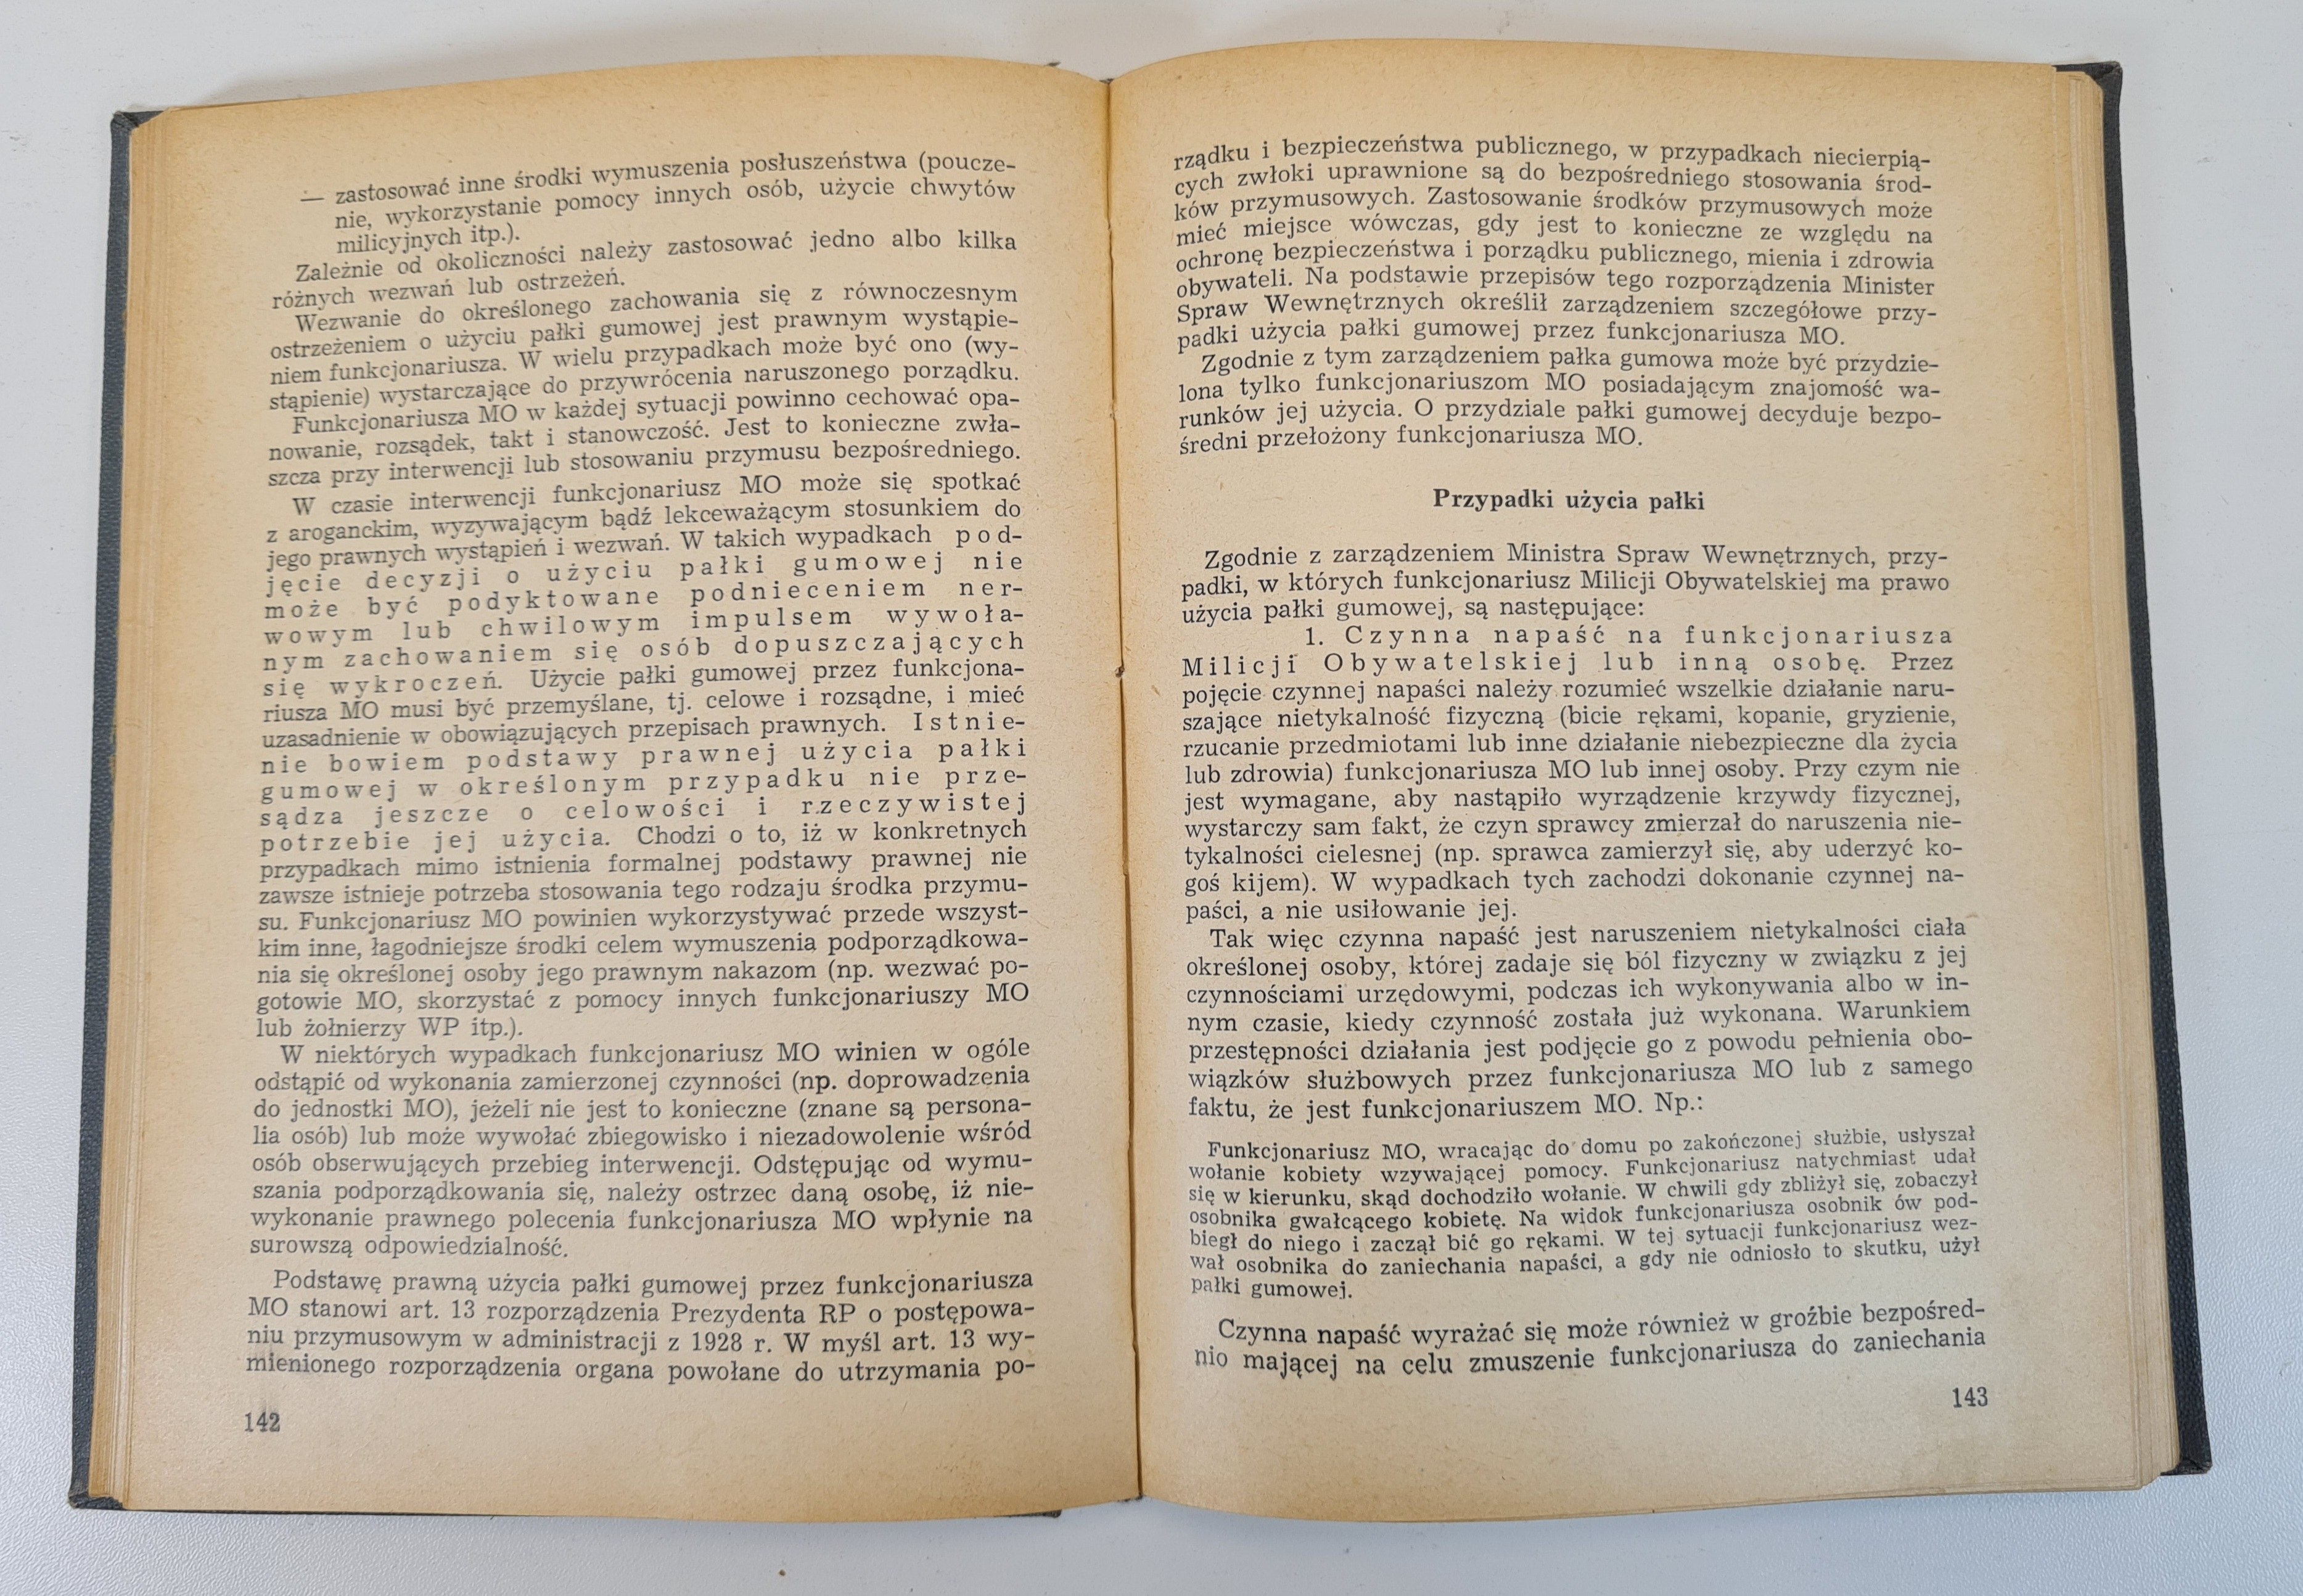 — zastosować inne środki wymuszenia posłuszeństwa (poucze-
nie, wykorzystanie pomocy innych osób, użycie chwytów
milicyjnych itp.).
Zależnie od okoliczności należy zastosować jedno albo kilka
różnych wezwań lub ostrzeżeń.
Wezwanie do określonego zachowania się z równoczesnym
ostrzeżeniem o użyciu pałki gumowej jest prawnym wystąpie-
niem funkcjonariusza. W wielu przypadkach może być ono (wy-
stąpienie) wystarczające do przywrócenia naruszonego porządku.
Funkcjonariusza MO w każdej sytuacji powinno cechować opa-
nowanie, rozsądek, takt i stanowczość. Jest to konieczne zwła-
szcza przy interwencji lub stosowaniu przymusu bezpośredniego.
W czasie interwencji funkcjonariusz MO może się spotkać
z aroganckim, wyzywającym bądź lekceważącym stosunkiem do
jego prawnych wystąpień i wezwań. W takich wypadkach pod-
jęcie decyzji o użyciu pałki gumowej nie
może być podyktowane podnieceniem ner-
wowym lub chwilowym impulsem wywoła-
nym zachowaniem się osób dopuszczających
się wykroczeń. Użycie pałki gumowej przez funkcjona-
riusza MO musi być przemyślane, tj. celowe i rozsądne, i mieć
uzasadnienie w obowiązujących przepisach prawnych. Istnie-
nie bowiem podstawy prawnej użycia pałki
gumowej w określonym przypadku nie prze-
sądza jeszcze o celowości i rzeczywistej
potrzebie jej użycia. Chodzi o to, iż w konkretnych
przypadkach mimo istnienia formalnej podstawy prawnej nie
zawsze istnieje potrzeba stosowania tego rodzaju środka przymu-
su. Funkcjonariusz MO powinien wykorzystywać przede wszyst-
kim inne, łagodniejsze środki celem wymuszenia podporządkowa-
nia się określonej osoby jego prawnym nakazom (np. wezwać po-
gotowie MO, skorzystać z pomocy innych funkcjonariuszy MO
lub żołnierzy WP itp.).
W niektórych wypadkach funkcjonariusz MO winien w ogóle
odstąpić od wykonania zamierzonej czynności (np. doprowadzenia
do jednostki MO), jeżeli nie jest to konieczne (znane są persona-
lia osób) lub może wywołać zbiegowisko i niezadowolenie wśród
osób obserwujących przebieg interwencji. Odstępując od wymu-
szania podporządkowania się, należy ostrzec daną osobę, iż nie-
wykonanie prawnego polecenia funkcjonariusza MO wpłynie na
surowszą odpowiedzialność.
Podstawę prawną użycia pałki gumowej przez funkcjonariusza
MO stanowi art. 13 rozporządzenia Prezydenta RP o postępowa-
niu przymusowym w administracji z 1928 r. W myśl art. 13 wy-
mienionego rozporządzenia organa powołane do utrzymania po-
142
rządku i bezpieczeństwa publicznego, w przypadkach niecierpią-
cych zwłoki uprawnione są do bezpośredniego stosowania środ-
ków przymusowych. Zastosowanie środków przymusowych może
mieć miejsce wówczas, gdy jest to konieczne ze względu na
ochronę bezpieczeństwa i porządku publicznego, mienia i zdrowia
obywateli. Na podstawie przepisów tego rozporządzenia Minister
Spraw Wewnętrznych określił zarządzeniem szczegółowe przy-
padki użycia pałki gumowej przez funkcjonariusza MO.
Zgodnie z tym zarządzeniem pałka gumowa może być przydzie-
lona tylko funkcjonariuszom MO posiadającym znajomość wa-
runków jej użycia. O przydziale pałki gumowej decyduje bezpo-
średni przełożony funkcjonariusza MO.
Przypadki użycia pałki
Zgodnie z zarządzeniem Ministra Spraw Wewnętrznych, przy-
padki, w których funkcjonariusz Milicji Obywatelskiej ma prawo
użycia pałki gumowej, są następujące:
1. Czynna napaść na funkcjonariusza
Milicji Obywatelskiej lub inną osobę. Przez
pojęcie czynnej napaści należy rozumieć wszelkie działanie naru-
szające nietykalność fizyczną (bicie rękami, kopanie, gryzienie,
rzucanie przedmiotami lub inne działanie niebezpieczne dla życia
lub zdrowia) funkcjonariusza MO lub innej osoby. Przy czym nie
jest wymagane, aby nastąpiło wyrządzenie krzywdy fizycznej,
wystarczy sam fakt, że czyn sprawcy zmierzał do naruszenia nie-
tykalności cielesnej (np. sprawca zamierzył się, aby uderzyć ko-
goś kijem). W wypadkach tych zachodzi dokonanie czynnej na-
paści, a nie usiłowanie jej.
Tak więc czynna napaść jest naruszeniem nietykalności ciała
określonej osoby, której zadaje się ból fizyczny w związku z jej
czynnościami urzędowymi, podczas ich wykonywania albo w in-
nym czasie, kiedy czynność została już wykonana. Warunkiem
przestępności działania jest podjęcie go z powodu pełnienia obo-
wiązków służbowych przez funkcjonariusza MO lub z samego
faktu, że jest funkcjonariuszem MO. Np.:
Funkcjonariusz MO, wracając do domu po zakończonej służbie, usłyszał
wołanie kobiety wzywającej pomocy. Funkcjonariusz natychmiast udał
się w kierunku, skąd dochodziło wołanie. W chwili gdy zbliżył się, zobaczył
osobnika gwałcącego kobietę. Na widok funkcjonariusza osobnik ów pod-
biegł do niego i zaczął bić go rękami. W tej sytuacji funkcjonariusz wez-
wał osobnika do zaniechania napaści, a gdy nie odniosło to skutku, użył
pałki gumowej.
Czynna napaść wyrażać się może również w groźbie bezpośred-
nio mającej na celu zmuszenie funkcjonariusza do zaniechania
143